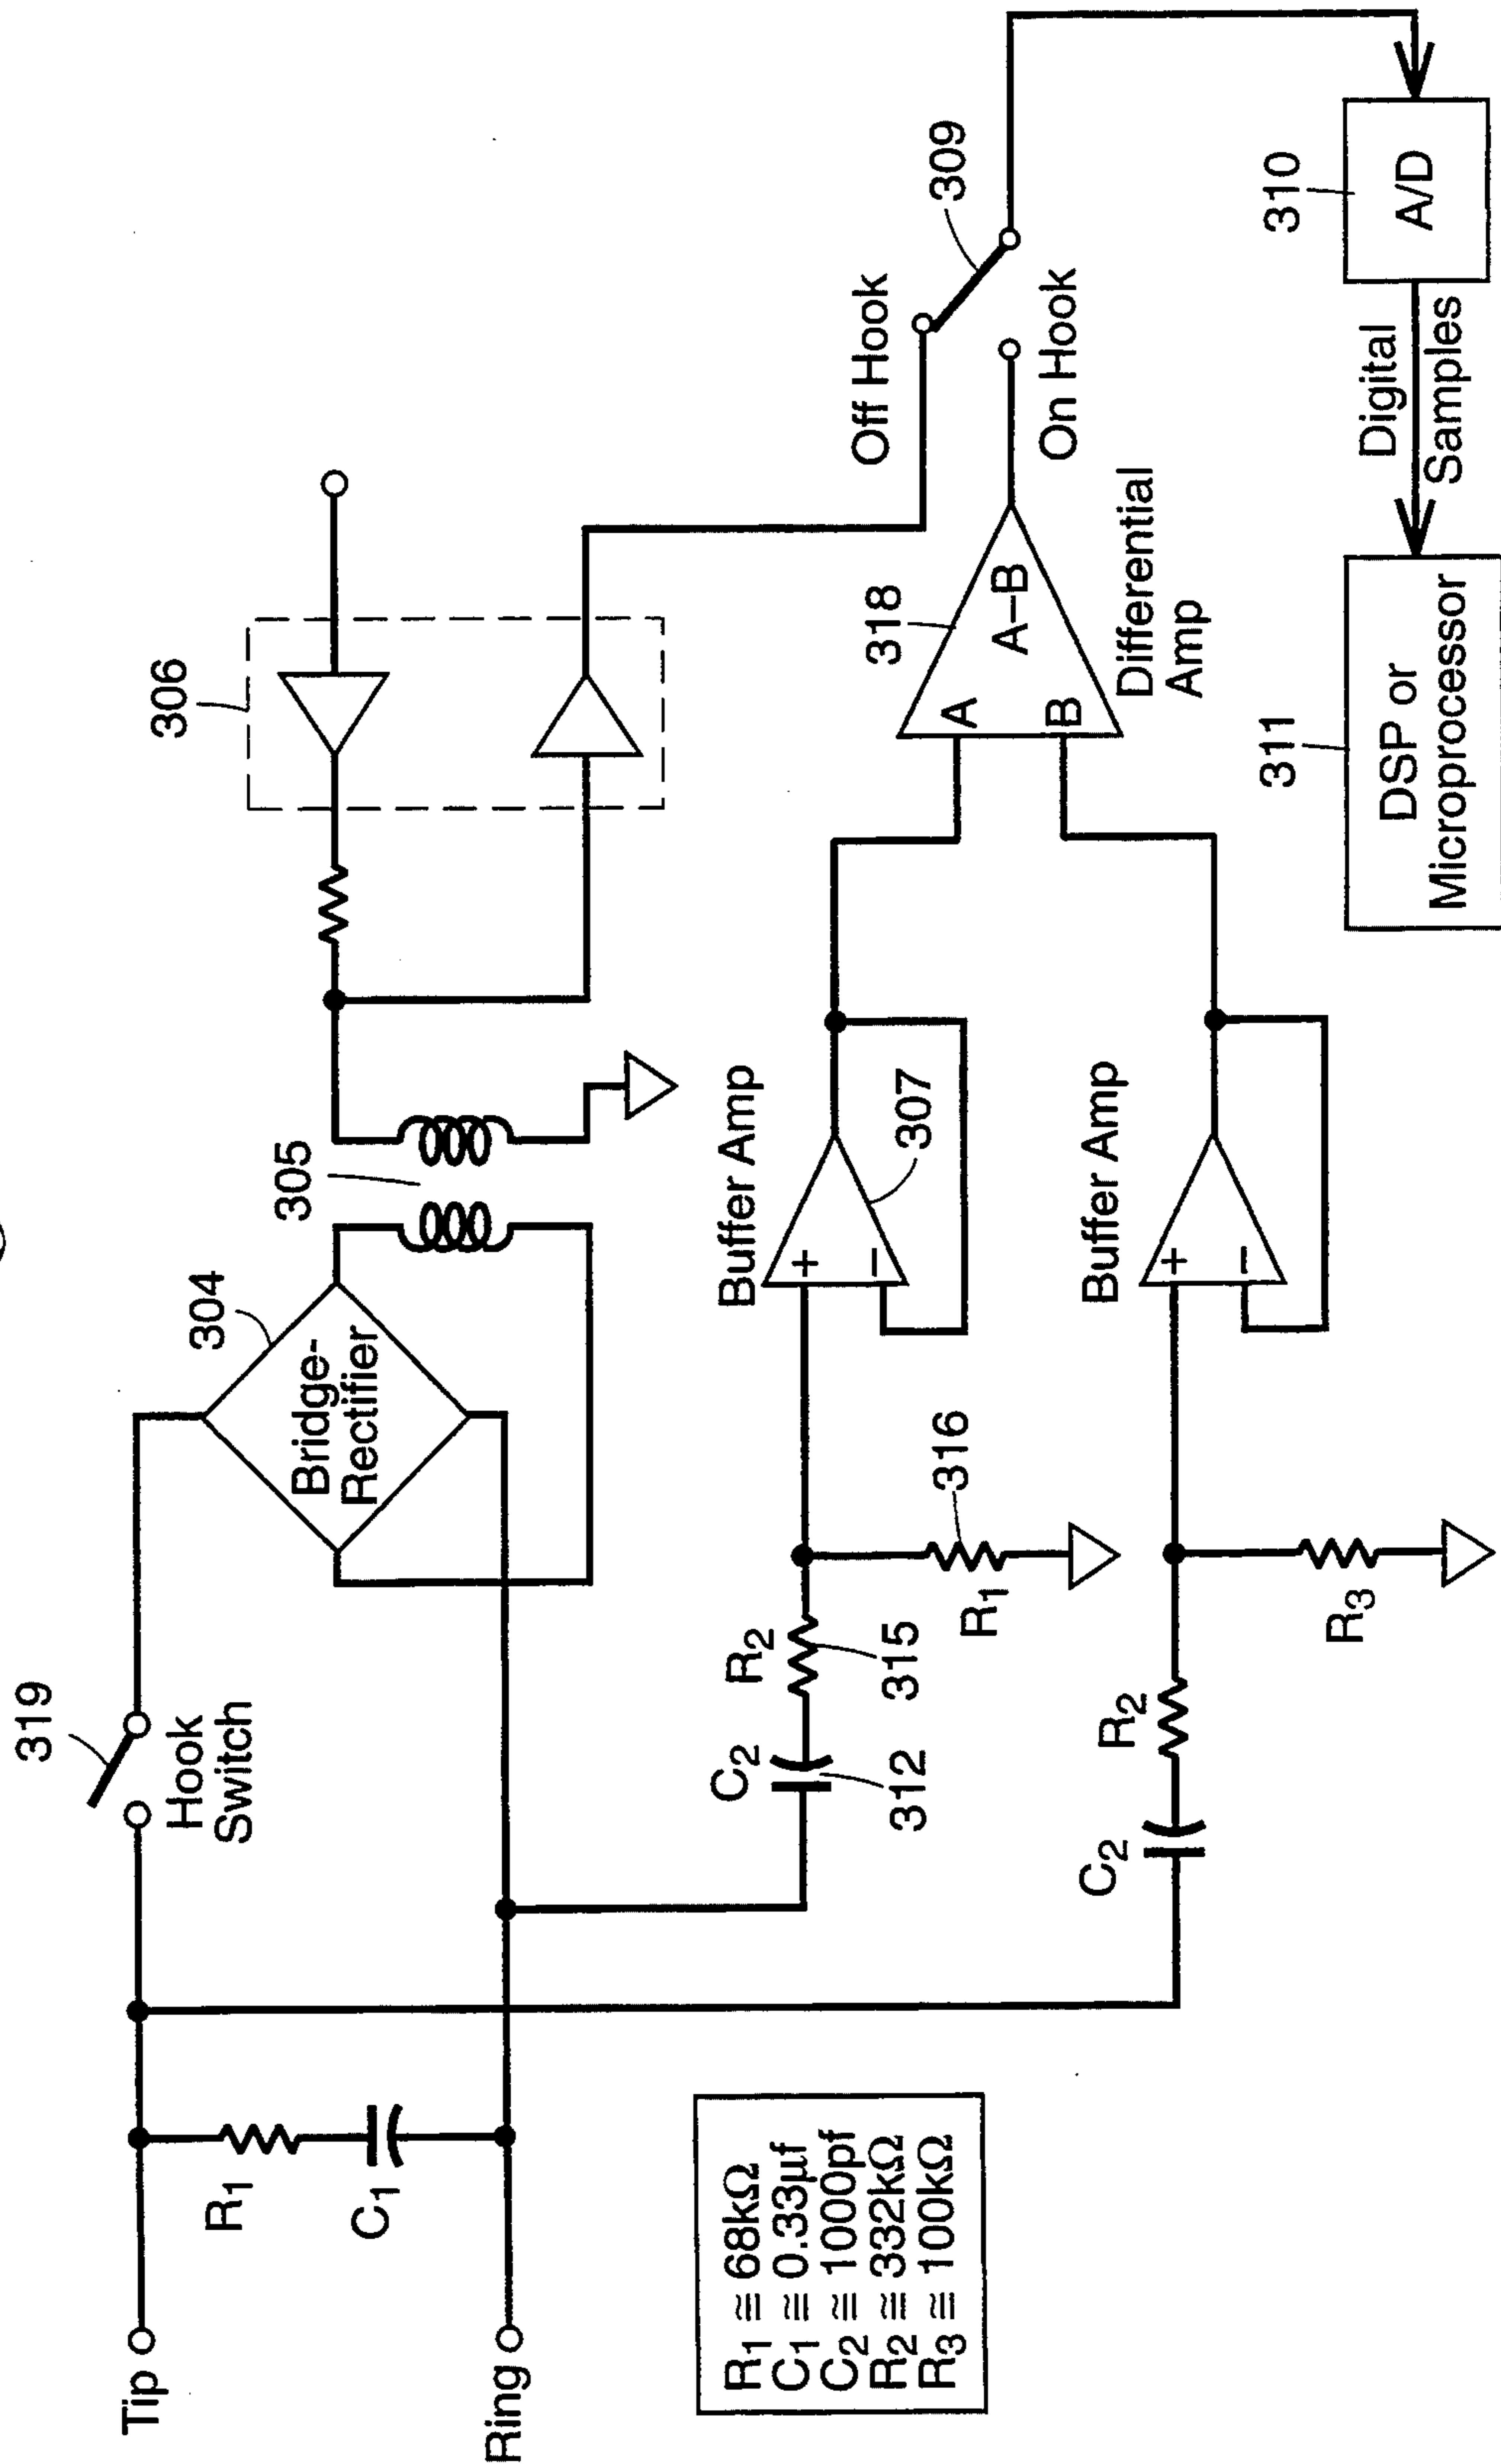 319
Hook
Switch
304
Bridge-
Rectifier
305
306
Tip
R1
C1
Ring
Off Hook
309
On Hook
Buffer Amp
+
−
307
318
A
B
A–B
Differential
Amp
C2
312
R2
315
R1
316
Buffer Amp
+
−
C2
R2
R3
310
A/D
Digital
Samples
311
DSP or
Microprocessor
R1 ≅ 68kΩ
C1 ≅ 0.33μf
C2 ≅ 1000pf
R2 ≅ 332kΩ
R3 ≅ 100kΩ